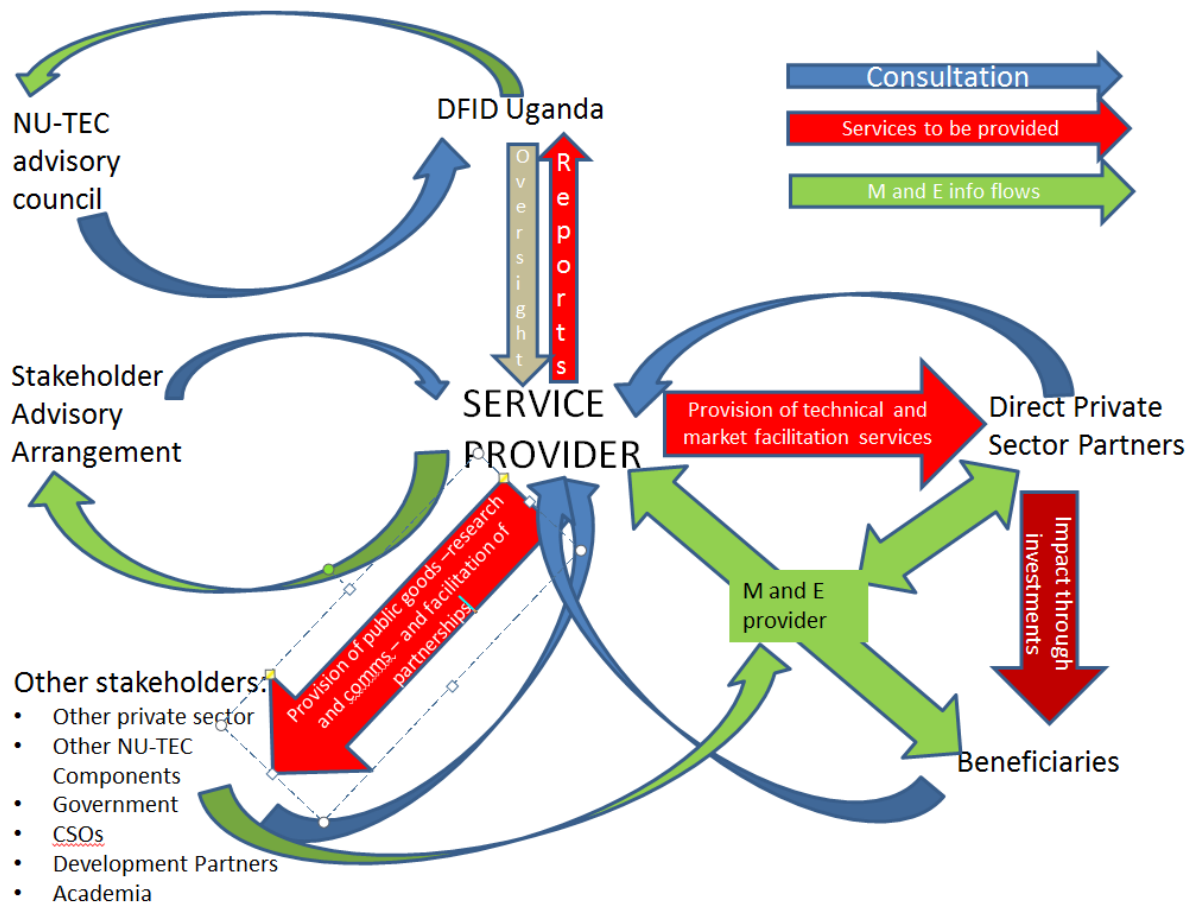 NU-TEC
advisory
council
DFID Uganda
Consultation
Services to be provided
M and E info flows
Oversight
Reports
Stakeholder
Advisory
Arrangement
SERVICE
PROVIDER
Provision of technical and
market facilitation services
Direct Private
Sector Partners
Provision of public goods –research
and comms – and facilitation of
partnerships
M and E
provider
Impact through
investments
Beneficiaries
Other stakeholders:
• Other private sector
• Other NU-TEC
Components
• Government
• CSOs
• Development Partners
• Academia